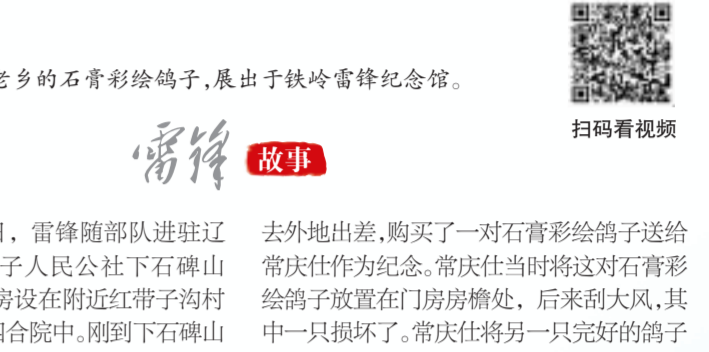 老乡的石膏彩绘鸽子,展出于铁岭雷锋纪念馆。
扫码看视频
雷锋 故事
日,雷锋随部队进驻辽
子人民公社下石碑山
房设在附近红带子沟村
四合院中。刚到下石碑山
去外地出差,购买了一对石膏彩绘鸽子送给
常庆仕作为纪念。常庆仕当时将这对石膏彩
绘鸽子放置在门房房檐处,后来刮大风,其
中一只损坏了。常庆仕将另一只完好的鸽子